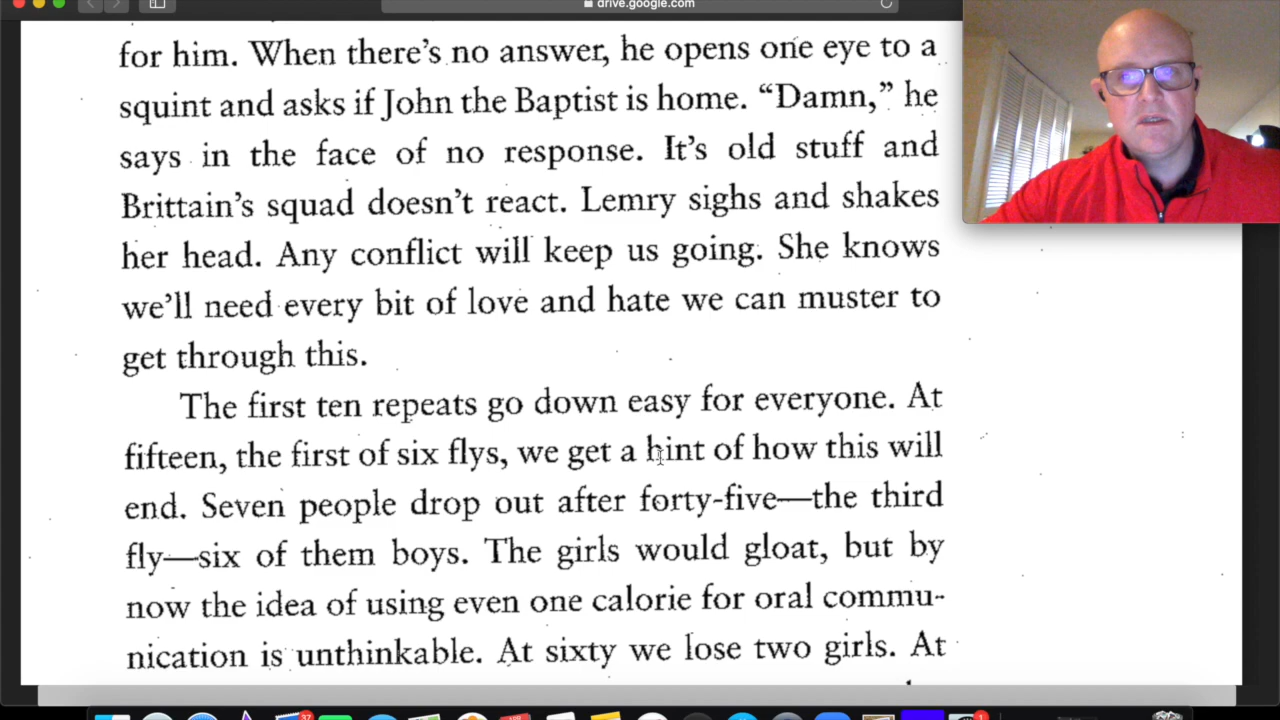 drive.google.com
for him. When there's no answer, he opens one eye to a
squint and asks if John the Baptist is home. “Damn,” he
says in the face of no response. It's old stuff and
Brittain's squad doesn't react. Lemry sighs and shakes
her head. Any conflict will keep us going. She knows
we'll need every bit of love and hate we can muster to
get through this.
The first ten repeats go down easy for everyone. At
fifteen, the first of six flys, we get a hint of how this will
end. Seven people drop out after forty-five—the third
fly—six of them boys. The girls would gloat, but by
now the idea of using even one calorie for oral commu-
nication is unthinkable. At sixty we lose two girls. At
37
1